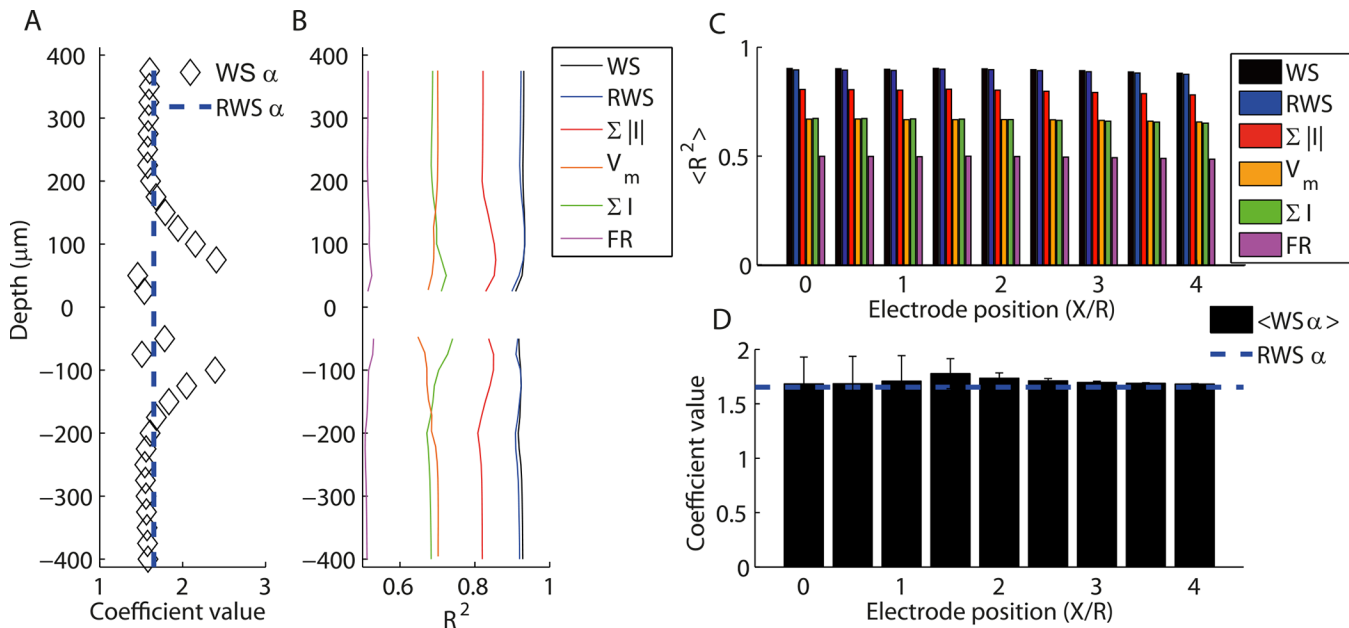 A
400
300
200
100
0
−100
−200
−300
−400
Depth (μm)
1
2
3
Coefficient value
WS α
RWS α
B
400
300
200
100
0
−100
−200
−300
−400
0.6
0.8
1
R²
WS
RWS
Σ |I|
Vm
Σ I
FR
C
1
0.5
0
<R²>
0
1
2
3
4
Electrode position (X/R)
WS
RWS
Σ |I|
Vm
Σ I
FR
D
<WS α>
RWS α
2
1.5
1
0.5
0
Coefficient value
0
1
2
3
4
Electrode position (X/R)